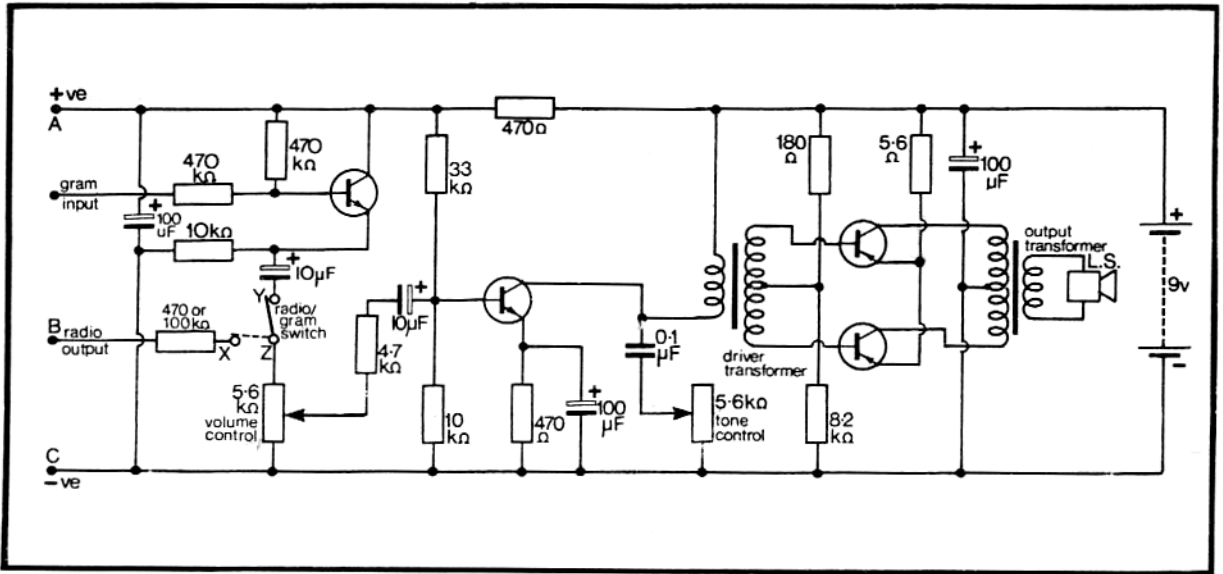 +ve
A
470Ω
470
kΩ
470
kΩ
33
kΩ
180
Ω
5·6
Ω
+
100
µF
gram
input
+
100
uF
10kΩ
+
10µF
Y
radio/
gram
switch
470 or
100kΩ
B radio
output
X
Z
+
10µF
4·7
kΩ
0·1
µF
driver
transformer
output
transformer
L.S.
+
9v
-
5·6
kΩ
volume
control
10
kΩ
470
Ω
+
100
µF
5·6kΩ
tone
control
8·2
kΩ
C
-ve